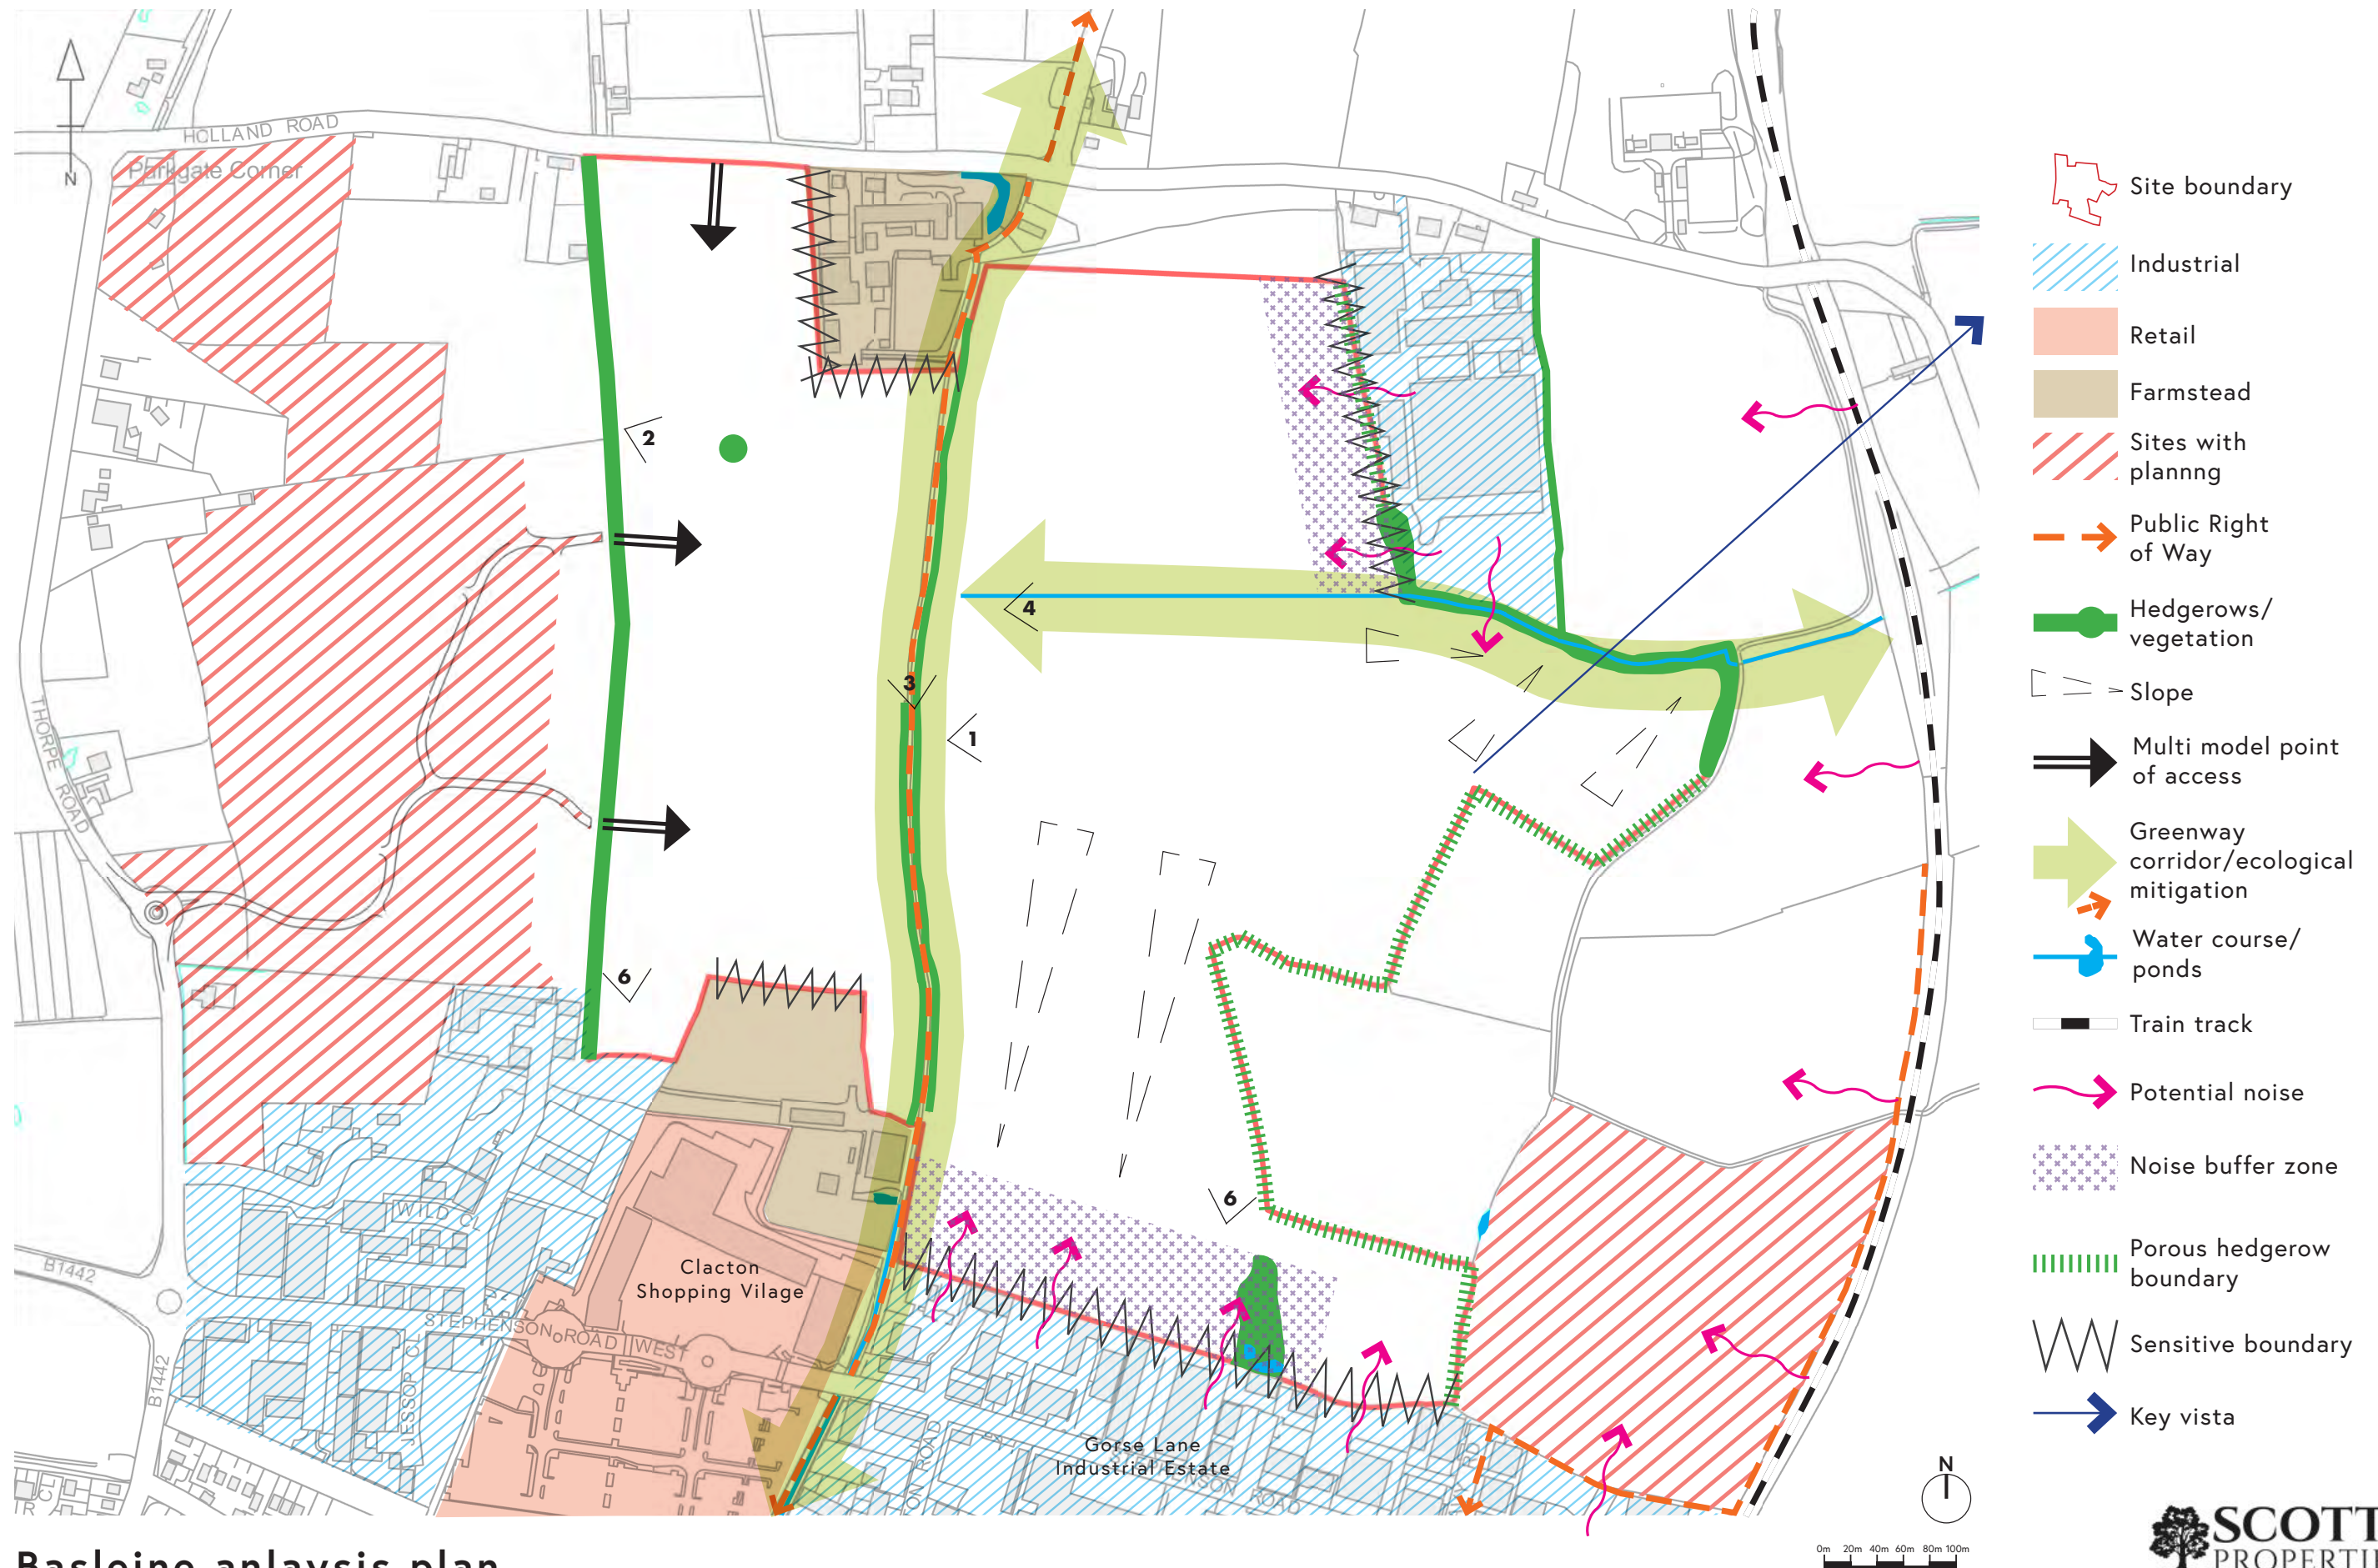 HOLLAND ROAD
Parkgate Corner
N
2
4
3
1
6
6
THORPE ROAD
WILD CL
B1442
B1442
STEPHENSON ROAD WEST
JESSOP CL
Clacton
Shopping Vilage
Gorse Lane
Industrial Estate
ROAD
N
0m 20m 40m 60m 80m 100m
Site boundary
Industrial
Retail
Farmstead
Sites with
plannng
Public Right
of Way
Hedgerows/
vegetation
Slope
Multi model point
of access
Greenway
corridor/ecological
mitigation
Water course/
ponds
Train track
Potential noise
Noise buffer zone
Porous hedgerow
boundary
Sensitive boundary
Key vista
Basleine anlaysis plan
SCOTT
PROPERTI